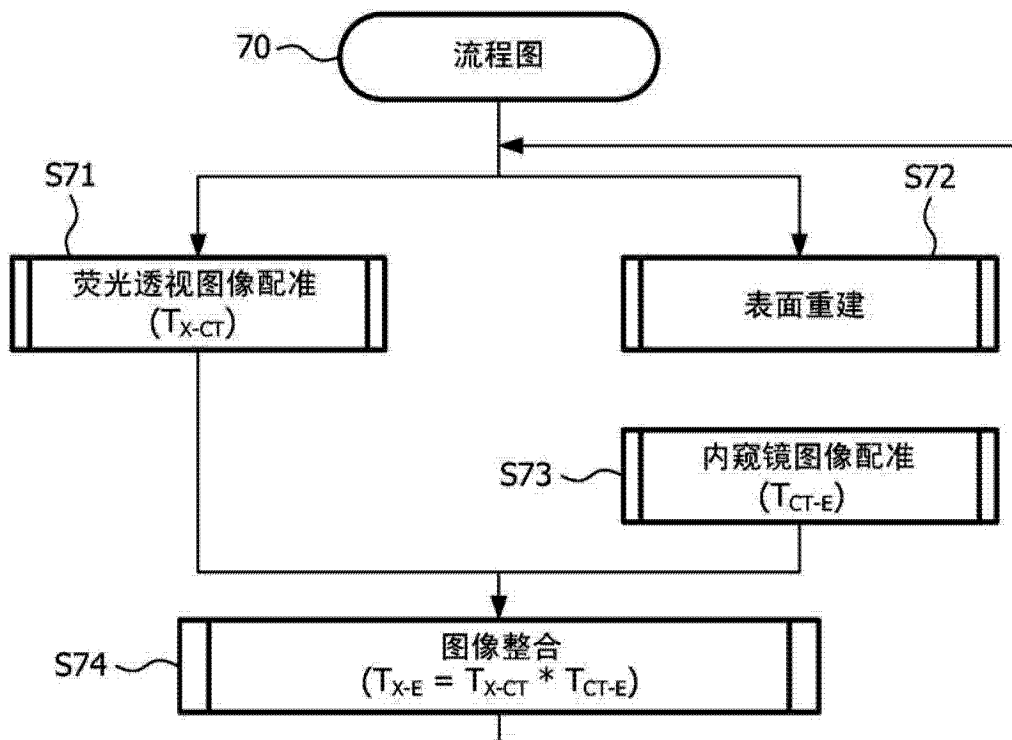 70
流程图
S71
S72
荧光透视图像配准
(TX-CT)
表面重建
S73
内窥镜图像配准
(TCT-E)
S74
图像整合
(TX-E = TX-CT * TCT-E)